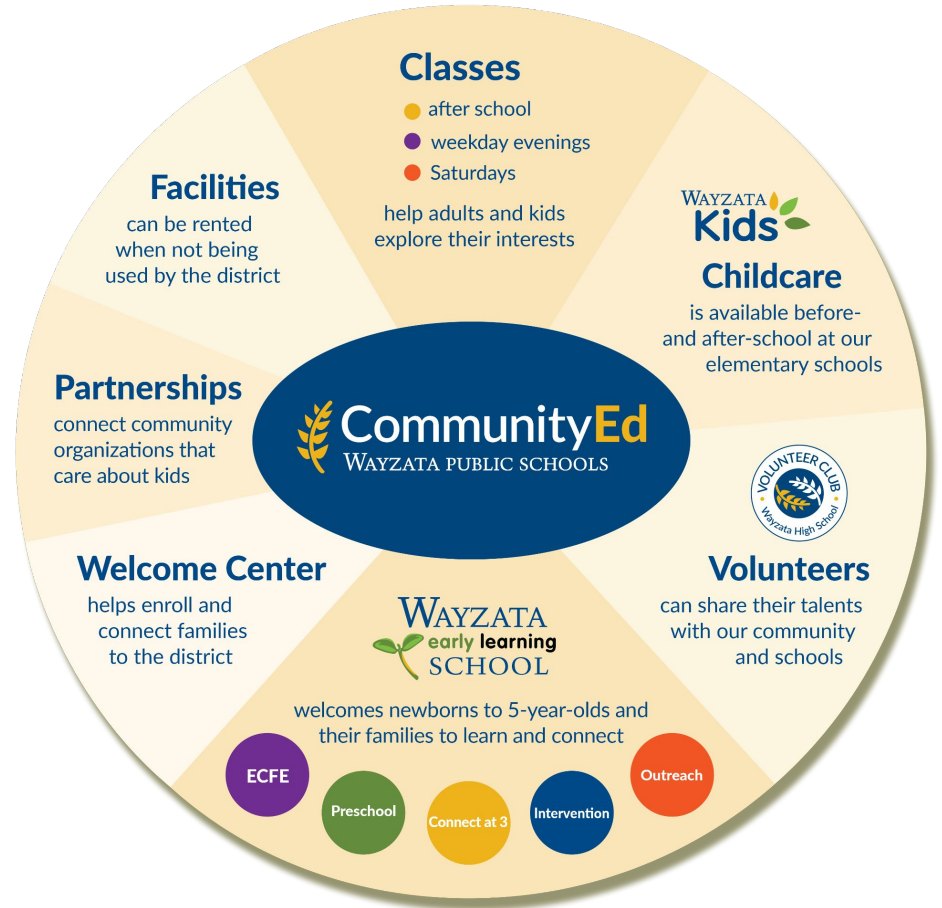 Classes
after school
weekday evenings
Saturdays
help adults and kids
explore their interests
WAYZATA
Kids
Childcare
is available before-
and after-school at our
elementary schools
VOLUNTEER CLUB
Wayzata High School
Volunteers
can share their talents
with our community
and schools
WAYZATA
early learning
SCHOOL
welcomes newborns to 5-year-olds and
their families to learn and connect
ECFE
Preschool
Connect at 3
Intervention
Outreach
Welcome Center
helps enroll and
connect families
to the district
Partnerships
connect community
organizations that
care about kids
Facilities
can be rented
when not being
used by the district
CommunityEd
WAYZATA PUBLIC SCHOOLS